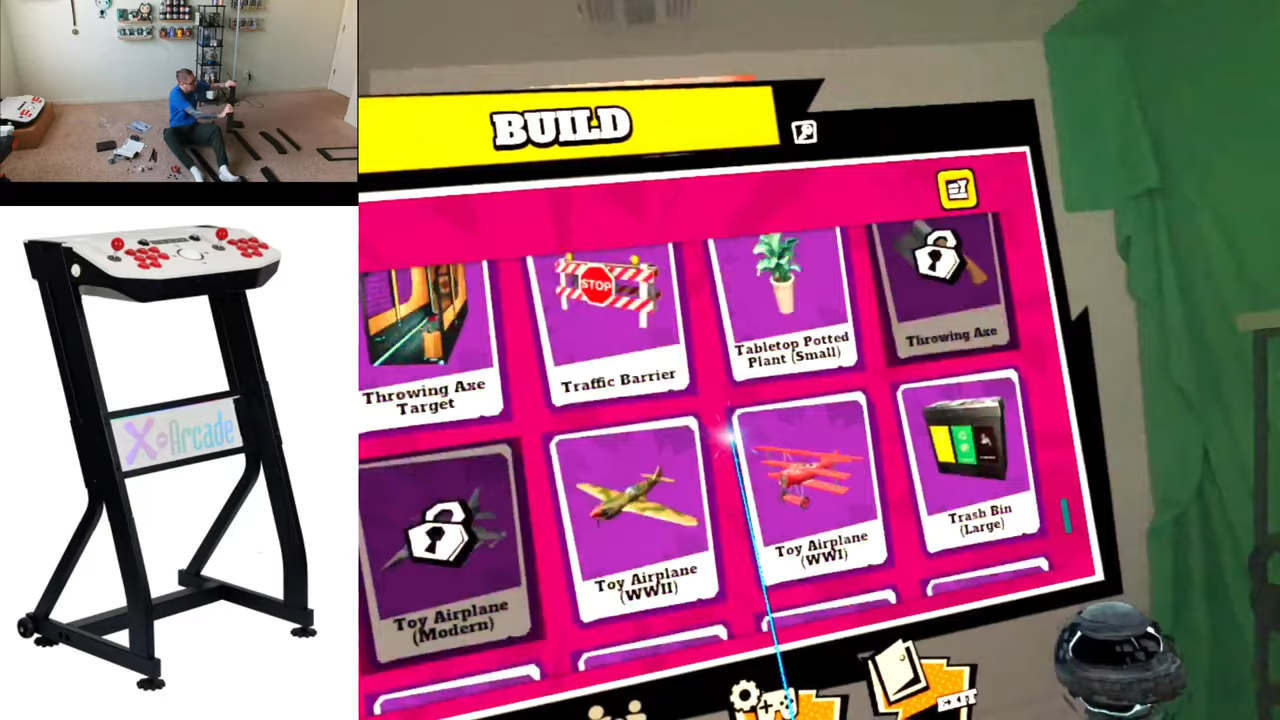 BUILD
STOP
Throwing Axe
Target
Traffic Barrier
Tabletop Potted
Plant (Small)
Throwing Axe
X-Arcade
Toy Airplane
(Modern)
Toy Airplane
(WWII)
Toy Airplane
(WWI)
Trash Bin
(Large)
EXIT